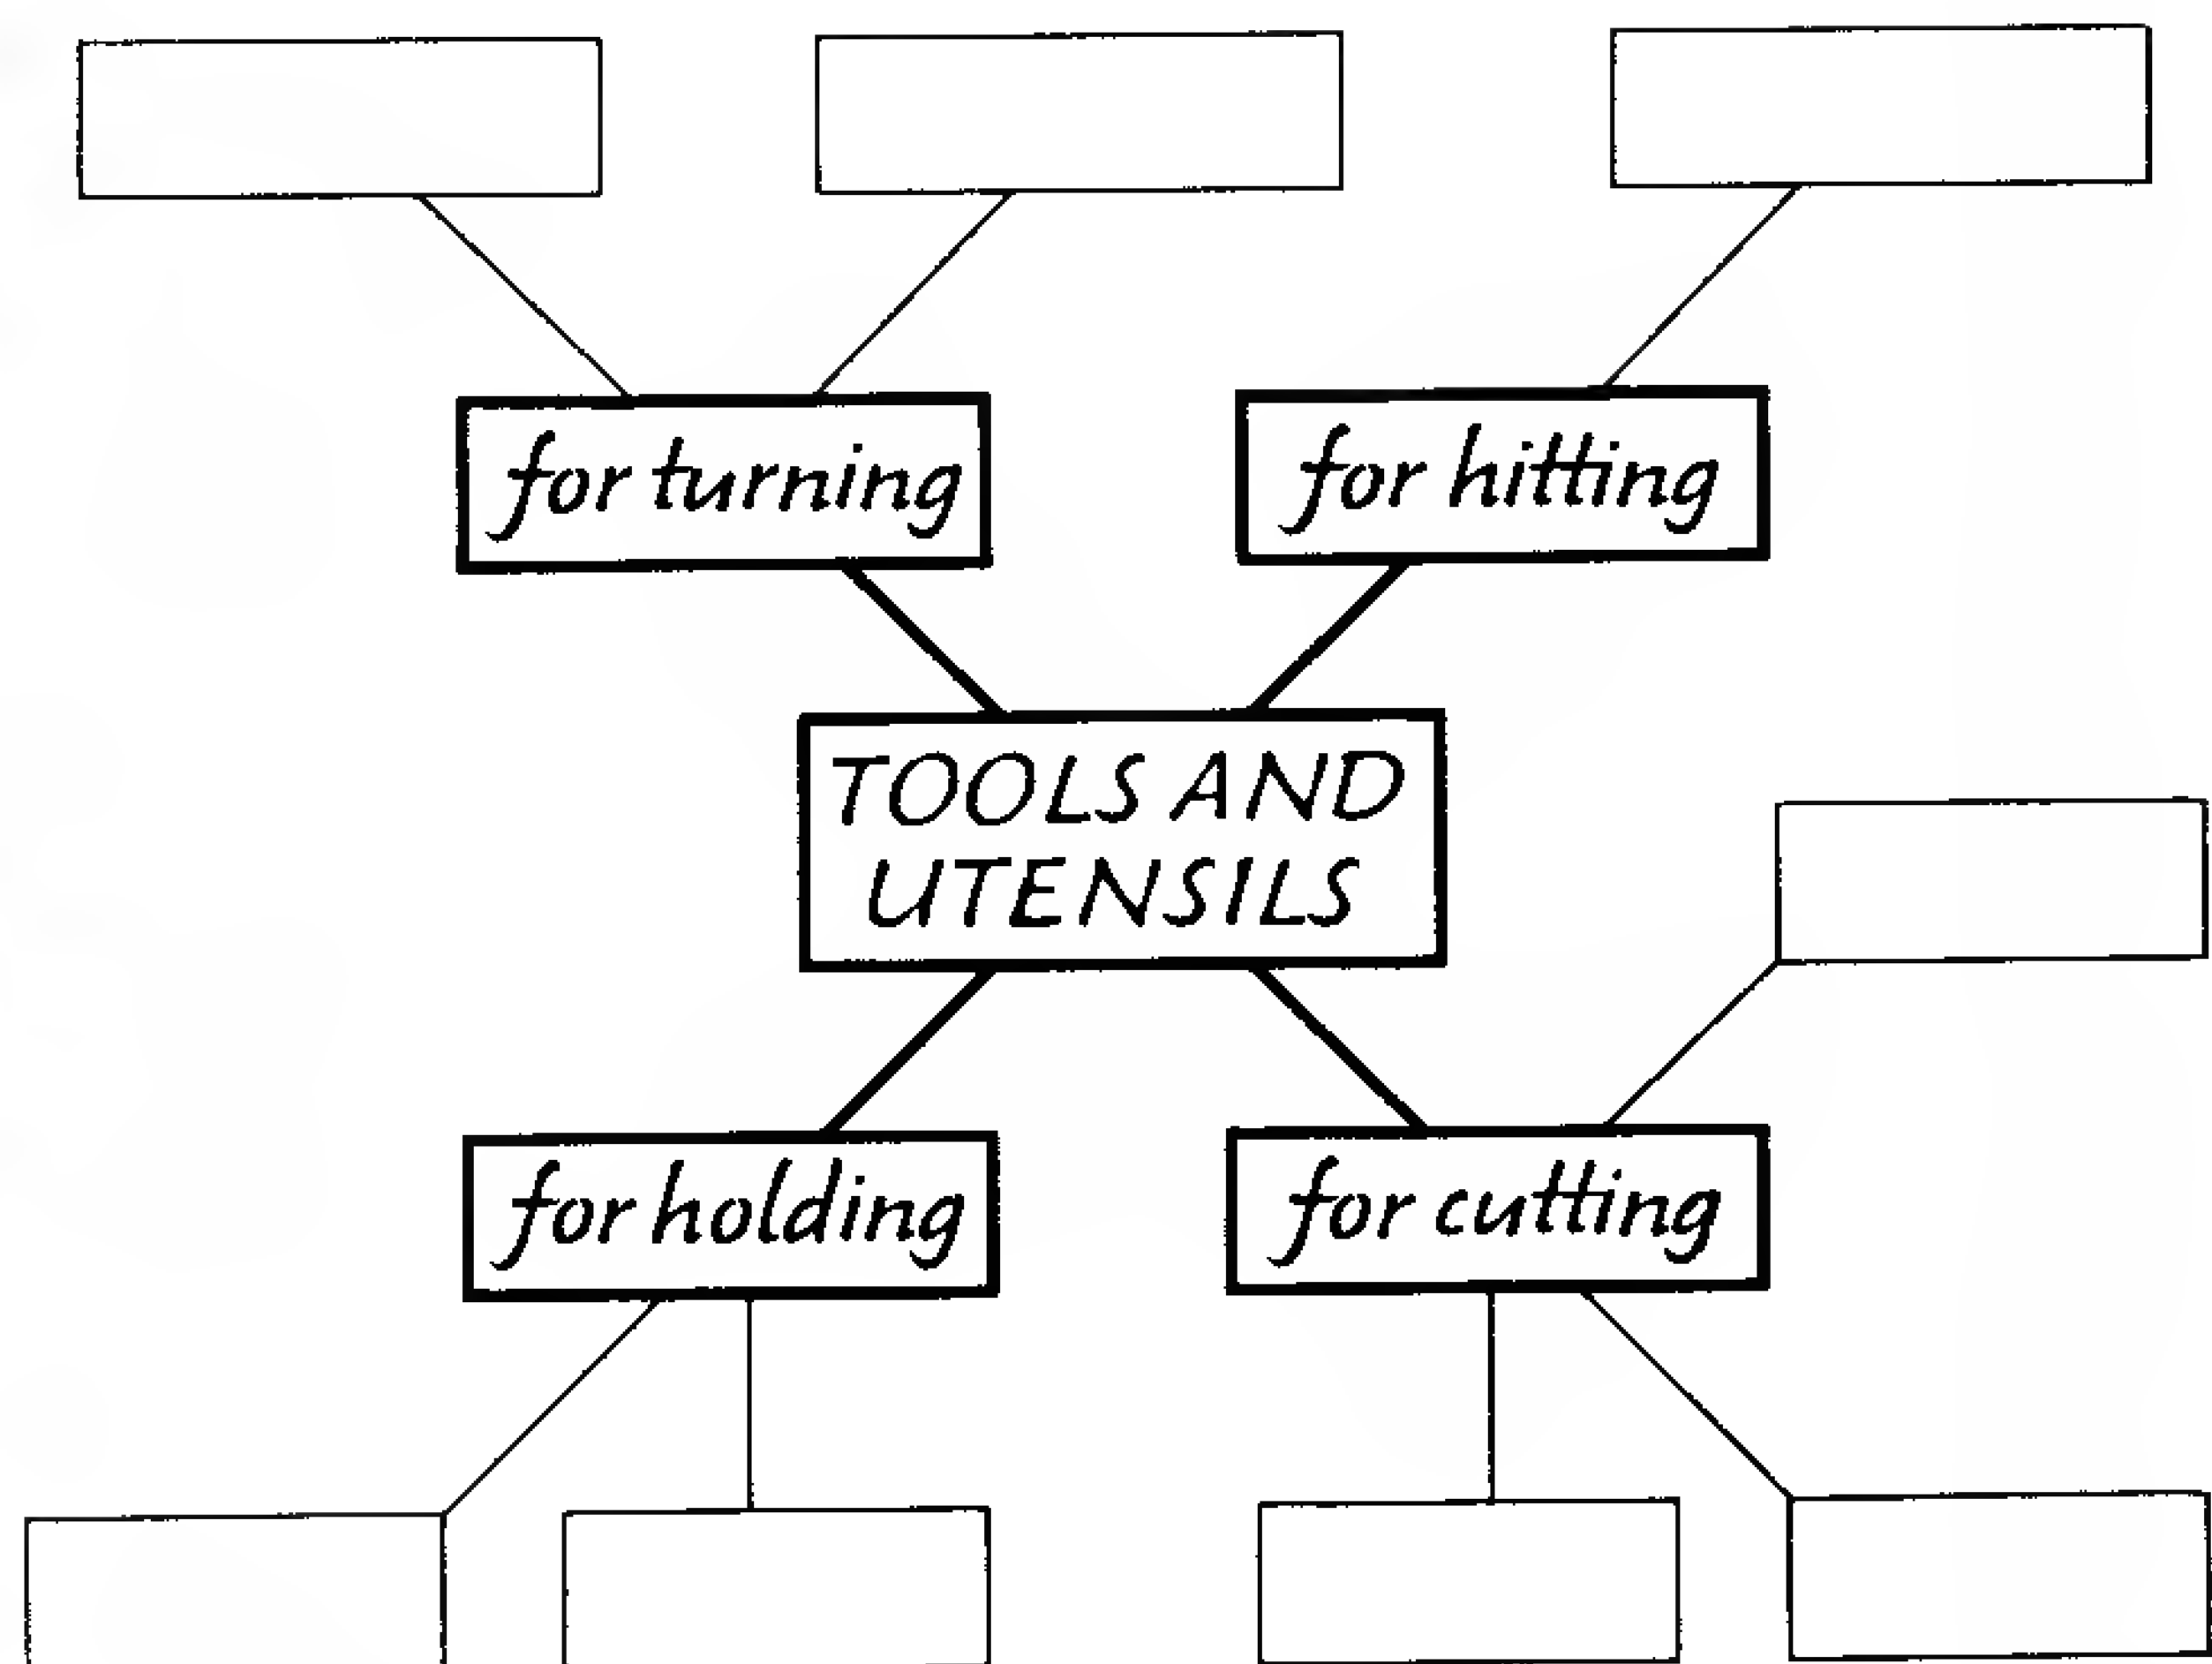 for turning
for hitting
TOOLS AND
UTENSILS
for holding
for cutting